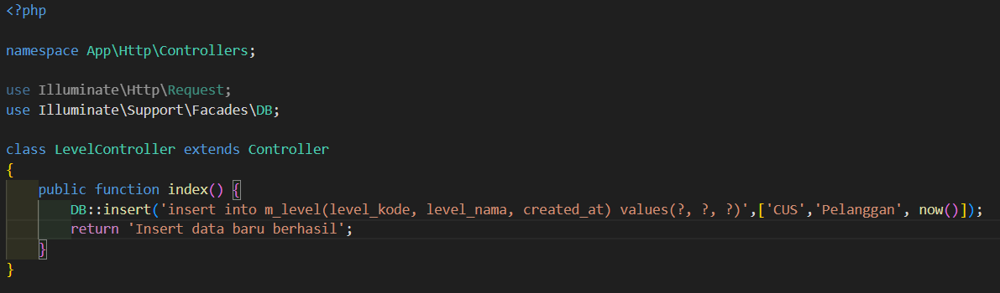 <?php
namespace App\Http\Controllers;
use Illuminate\Http\Request;
use Illuminate\Support\Facades\DB;
class LevelController extends Controller
{
    public function index() {
        DB::insert('insert into m_level(level_kode, level_nama, created_at) values(?, ?, ?)',['CUS','Pelanggan', now()]);
        return 'Insert data baru berhasil';
    }
}